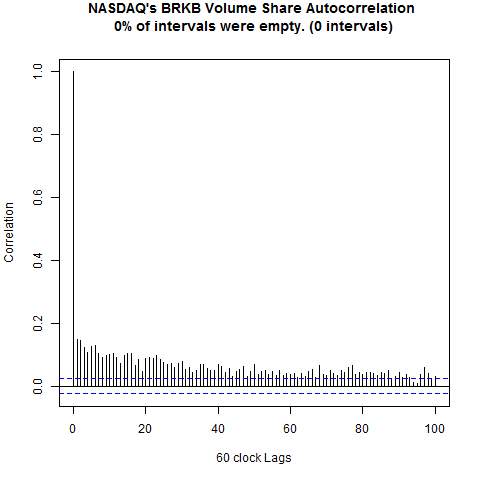 NASDAQ's BRKB Volume Share Autocorrelation
0% of intervals were empty. (0 intervals)
Correlation
1.0
0.8
0.6
0.4
0.2
0.0
0 20 40 60 80 100
60 clock Lags